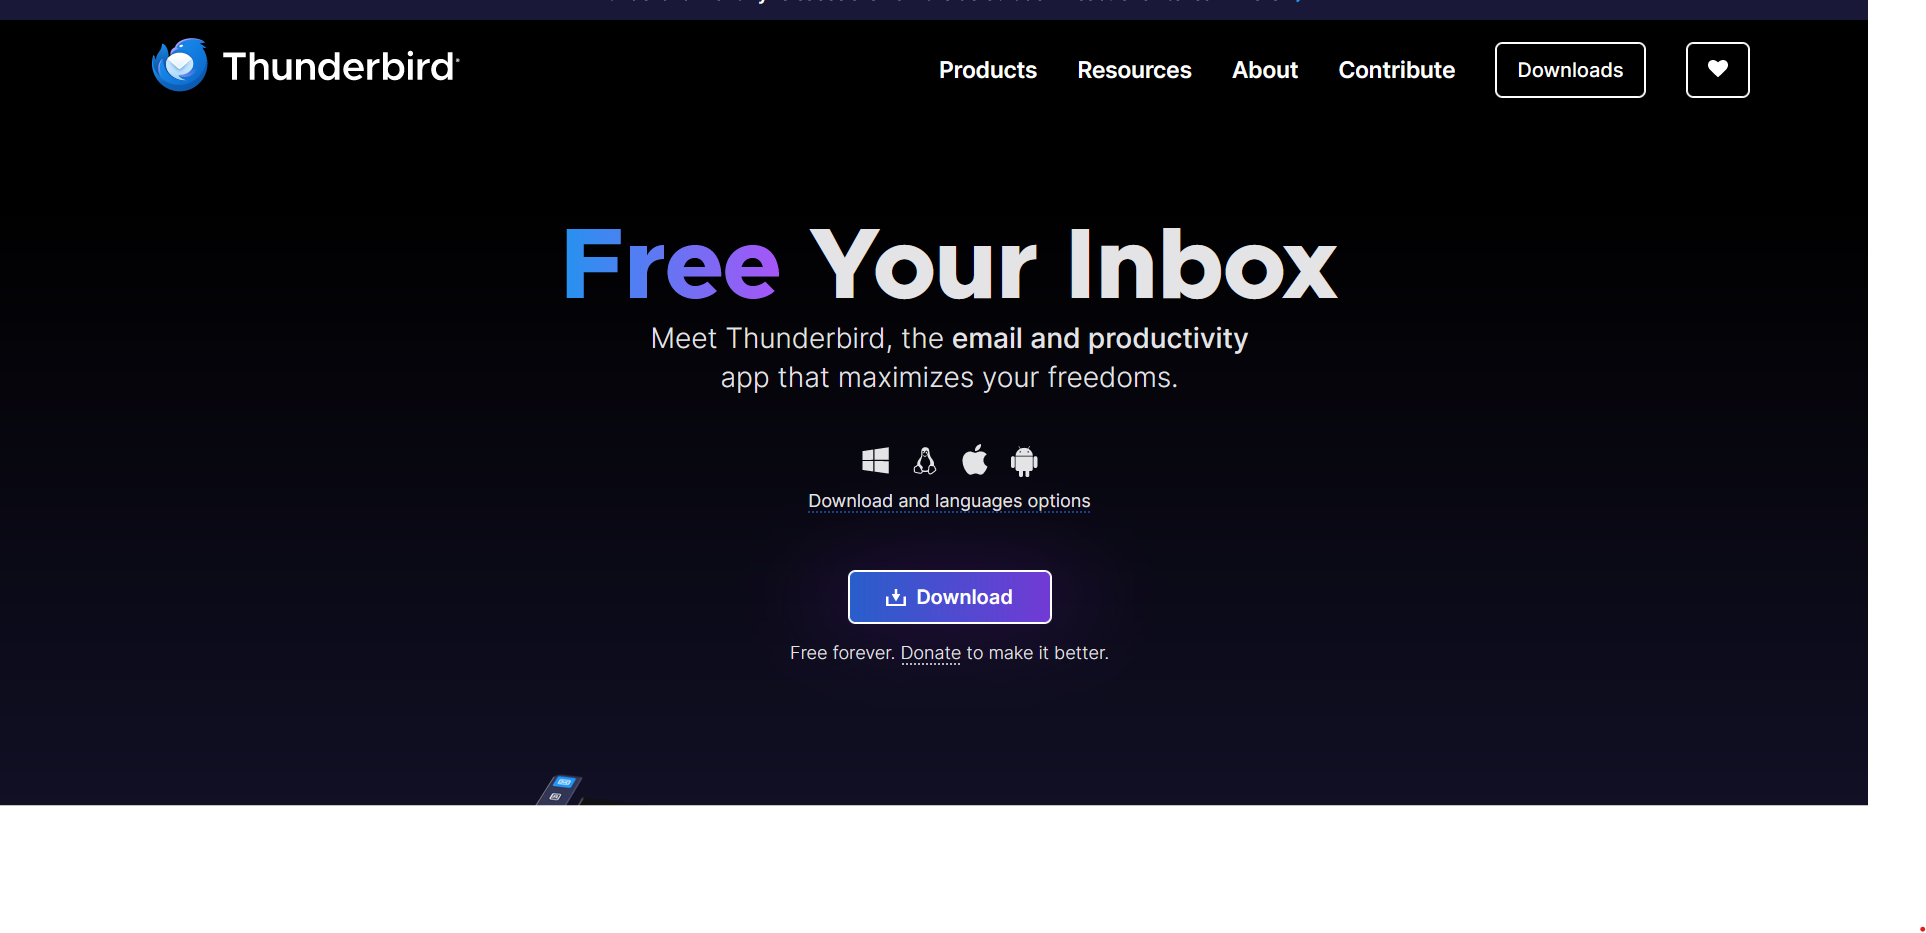 Thunderbird
Products
Resources
About
Contribute
Downloads
Free Your Inbox
Meet Thunderbird, the email and productivity
app that maximizes your freedoms.
Download and languages options
Download
Free forever. Donate to make it better.